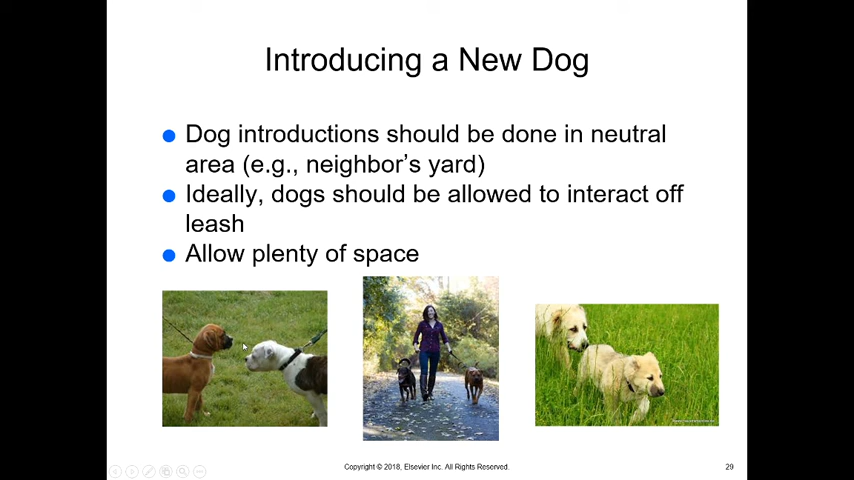 Introducing a New Dog
Dog introductions should be done in neutral
area (e.g., neighbor's yard)
Ideally, dogs should be allowed to interact off
leash
Allow plenty of space
Copyright © 2018, Elsevier Inc. All Rights Reserved.
29